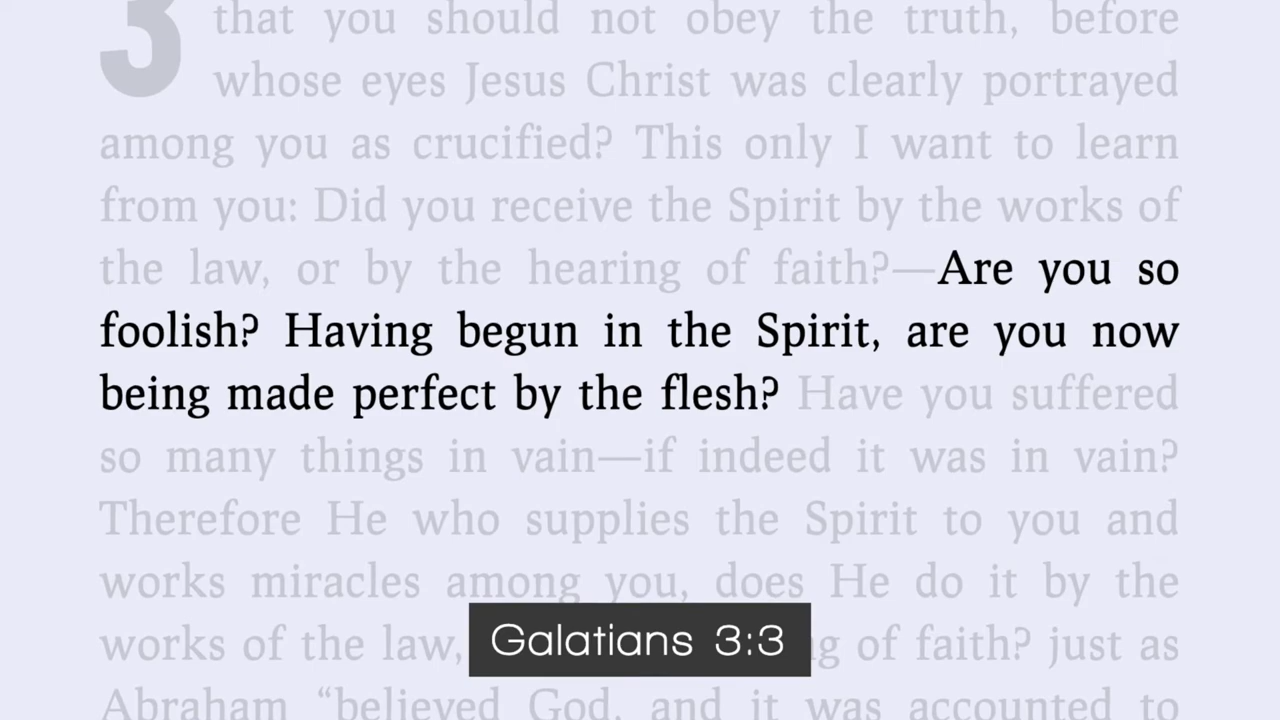 3 that you should not obey the truth, before
whose eyes Jesus Christ was clearly portrayed
among you as crucified? This only I want to learn
from you: Did you receive the Spirit by the works of
the law, or by the hearing of faith?—Are you so
foolish? Having begun in the Spirit, are you now
being made perfect by the flesh? Have you suffered
so many things in vain—if indeed it was in vain?
Therefore He who supplies the Spirit to you and
works miracles among you, does He do it by the
works of the law, of faith? just as
Galatians 3:3
Abraham “believed God, and it was accounted to